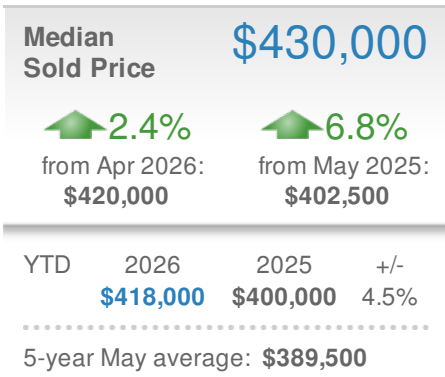 Median
Sold Price
$430,000
2.4% 6.8%
from Apr 2026: from May 2025:
$420,000 $402,500
YTD 2026 2025 +/-
$418,000 $400,000 4.5%
5-year May average: $389,500